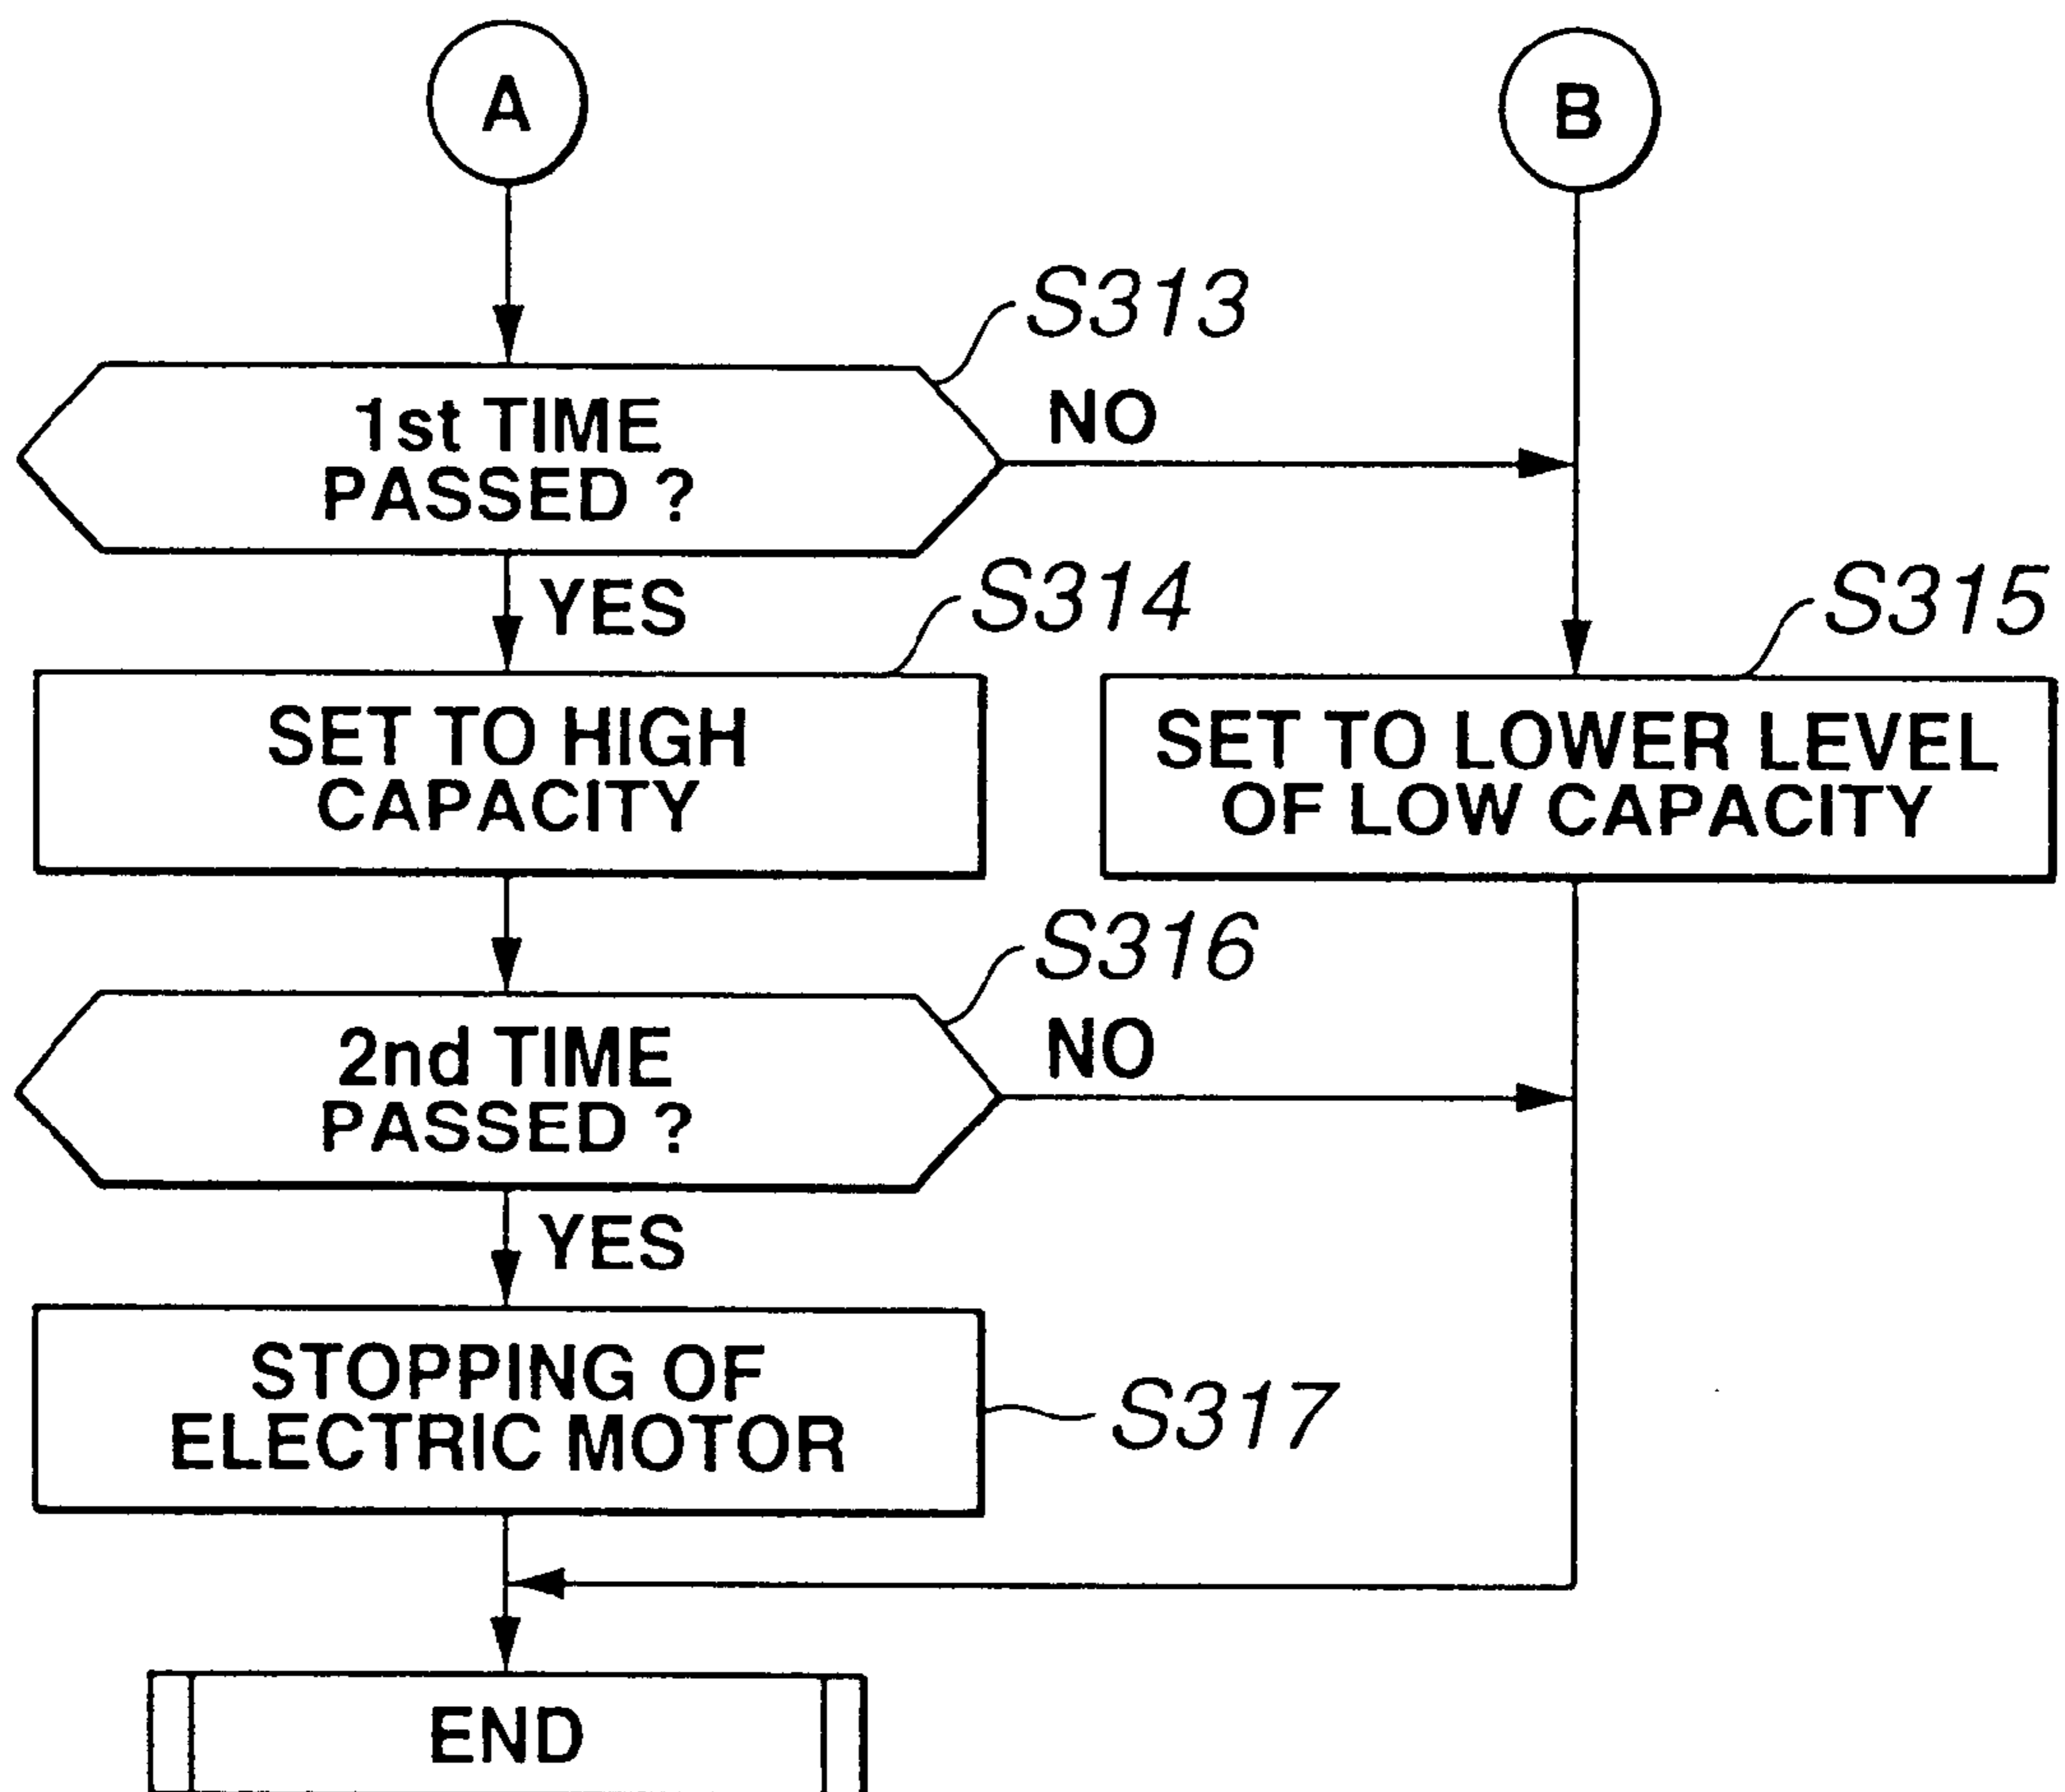 A
B
S313
1st TIME
PASSED ?
NO
YES
S314
S315
SET TO HIGH
CAPACITY
SET TO LOWER LEVEL
OF LOW CAPACITY
S316
2nd TIME
PASSED ?
NO
YES
STOPPING OF
ELECTRIC MOTOR
S317
END